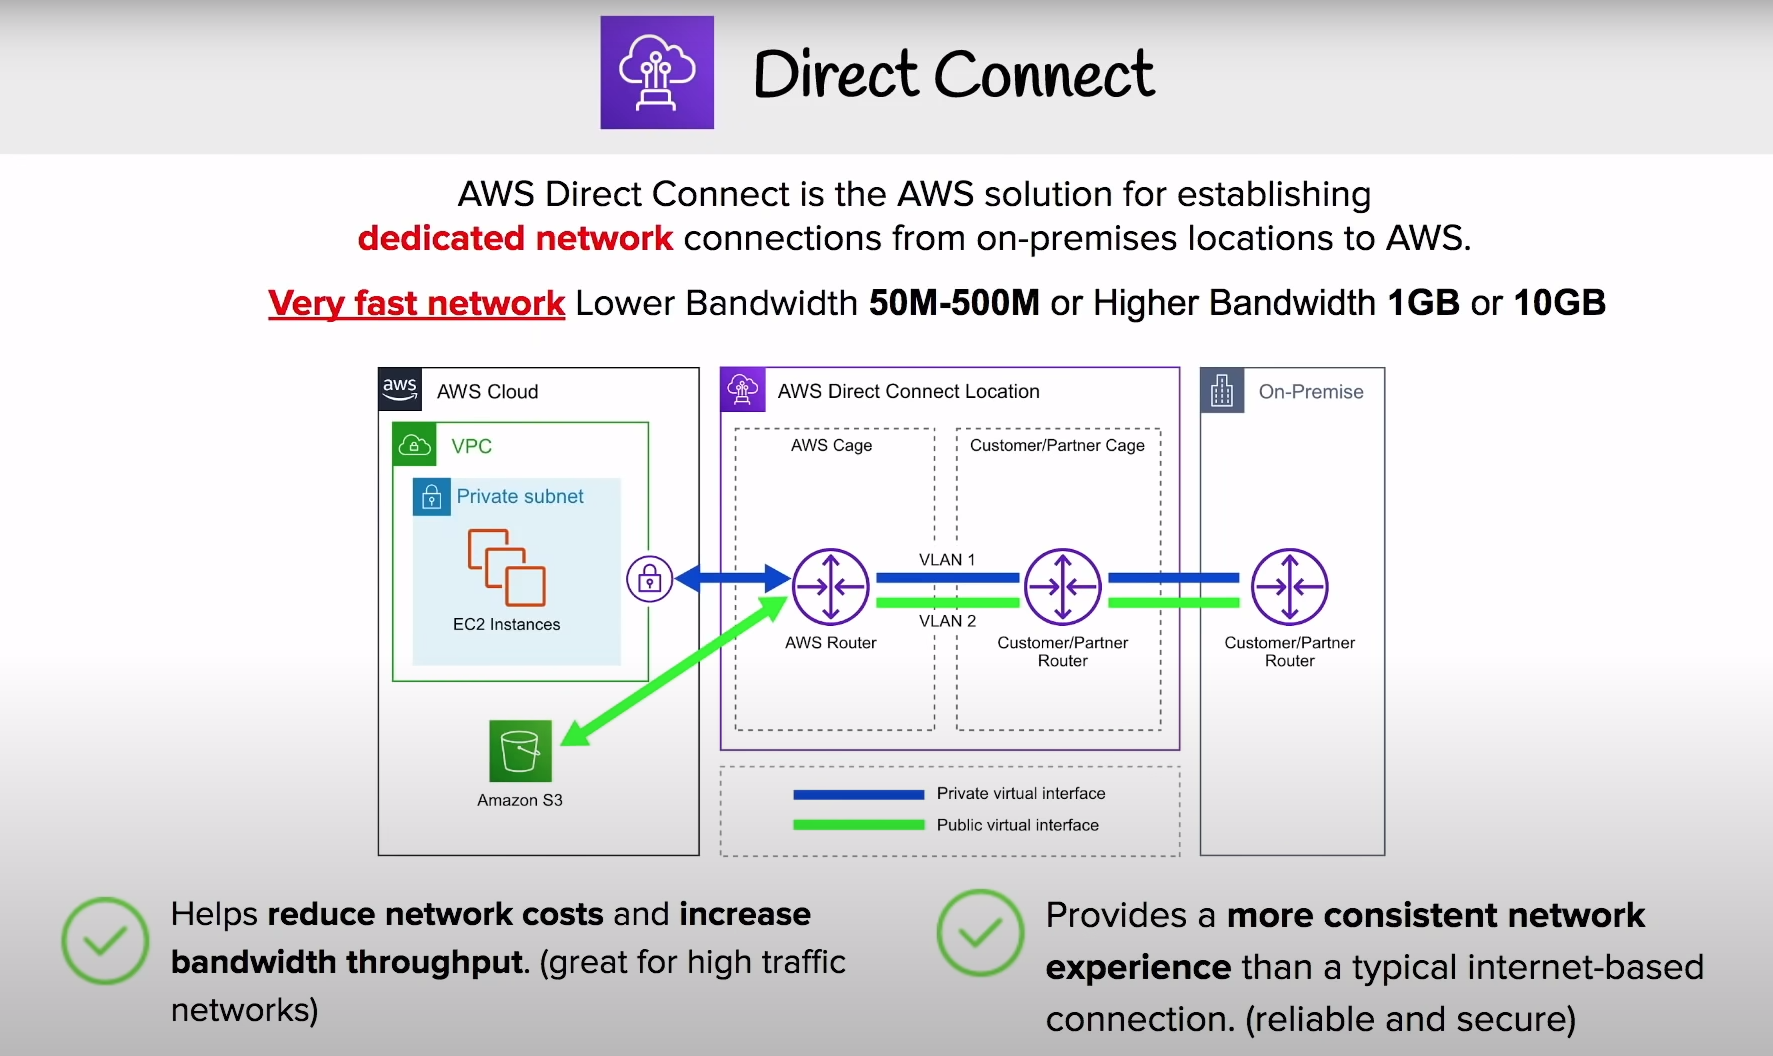 Direct Connect
AWS Direct Connect is the AWS solution for establishing
dedicated network connections from on-premises locations to AWS.
Very fast network Lower Bandwidth 50M-500M or Higher Bandwidth 1GB or 10GB
aws
AWS Cloud
VPC
Private subnet
EC2 Instances
Amazon S3
AWS Direct Connect Location
AWS Cage
Customer/Partner Cage
VLAN 1
VLAN 2
AWS Router
Customer/Partner
Router
On-Premise
Customer/Partner
Router
Private virtual interface
Public virtual interface
Helps reduce network costs and increase
bandwidth throughput. (great for high traffic
networks)
Provides a more consistent network
experience than a typical internet-based
connection. (reliable and secure)